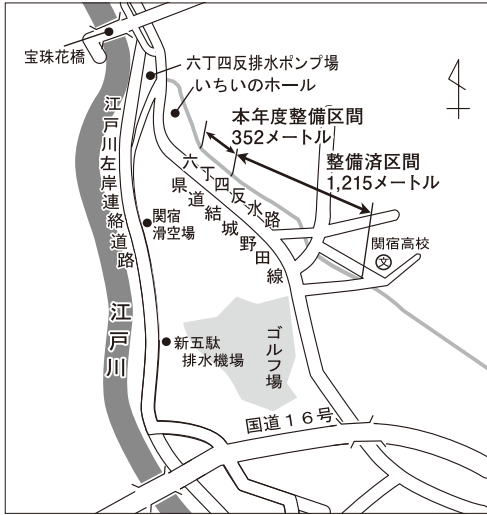 宝珠花橋
六丁四反排水ポンプ場
いちいのホール
本年度整備区間
352メートル
整備済区間
1,215メートル
六丁四反水路
県道結城野田線
江戸川左岸連絡道路
関宿
滑空場
関宿高校
文
江戸川
新五駄
排水機場
ゴルフ場
国道16号